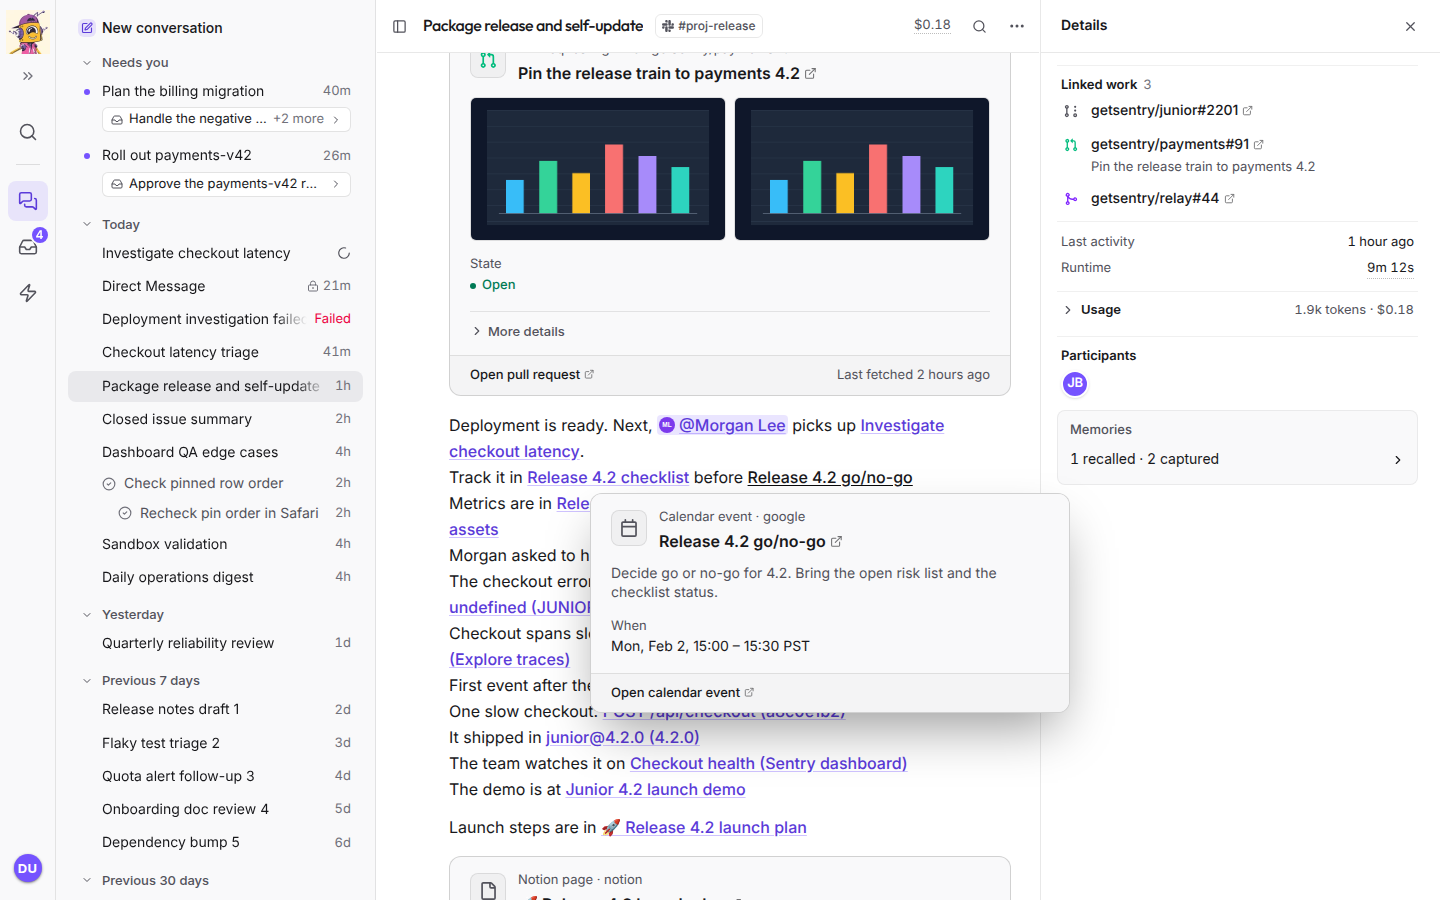 New conversation
Needs you
Plan the billing migration 40m
Handle the negative ... +2 more
Roll out payments-v42 26m
Approve the payments-v42 r...
Today
Investigate checkout latency
Direct Message 21m
Deployment investigation failed Failed
Checkout latency triage 41m
Package release and self-update 1h
Closed issue summary 2h
Dashboard QA edge cases 4h
Check pinned row order 2h
Recheck pin order in Safari 2h
Sandbox validation 4h
Daily operations digest 4h
Yesterday
Quarterly reliability review 1d
Previous 7 days
Release notes draft 1 2d
Flaky test triage 2 3d
Quota alert follow-up 3 4d
Onboarding doc review 4 5d
Dependency bump 5 6d
Previous 30 days
4
DU
Package release and self-update #proj-release $0.18
Pin the release train to payments 4.2
State
Open
More details
Open pull request Last fetched 2 hours ago
Deployment is ready. Next, ML @Morgan Lee picks up Investigate
checkout latency.
Track it in Release 4.2 checklist before Release 4.2 go/no-go
Metrics are in Rele
assets
Morgan asked to h
The checkout error
undefined (JUNIOR
Checkout spans slo
(Explore traces)
First event after the
One slow checkout:
It shipped in junior@4.2.0 (4.2.0)
The team watches it on Checkout health (Sentry dashboard)
The demo is at Junior 4.2 launch demo
Launch steps are in 🚀 Release 4.2 launch plan
Notion page · notion
Calendar event · google
Release 4.2 go/no-go
Decide go or no-go for 4.2. Bring the open risk list and the
checklist status.
When
Mon, Feb 2, 15:00 – 15:30 PST
Open calendar event
Details
Linked work 3
getsentry/junior#2201
getsentry/payments#91
Pin the release train to payments 4.2
getsentry/relay#44
Last activity 1 hour ago
Runtime 9m 12s
Usage 1.9k tokens · $0.18
Participants
JB
Memories
1 recalled · 2 captured